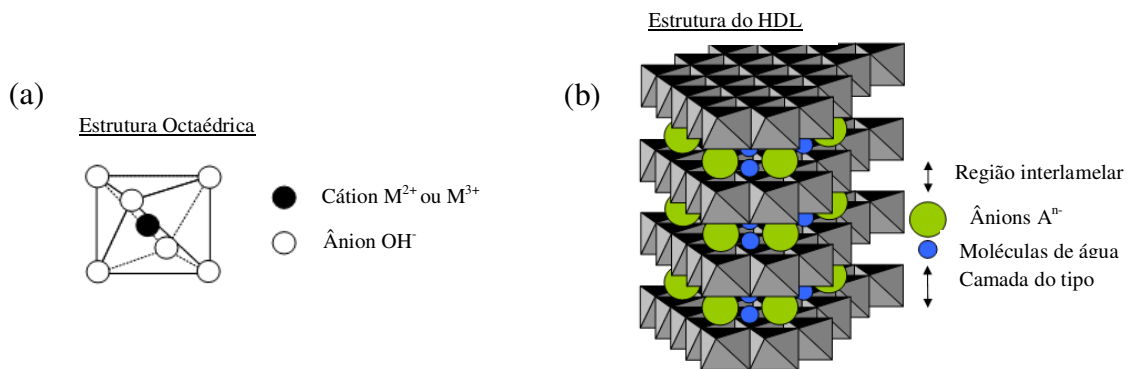 (a)
Estrutura Octaédrica
Cátion M²⁺ ou M³⁺
Ânion OH⁻
Estrutura do HDL
(b)
Região interlamelar
Ânions Aⁿ⁻
Moléculas de água
Camada do tipo